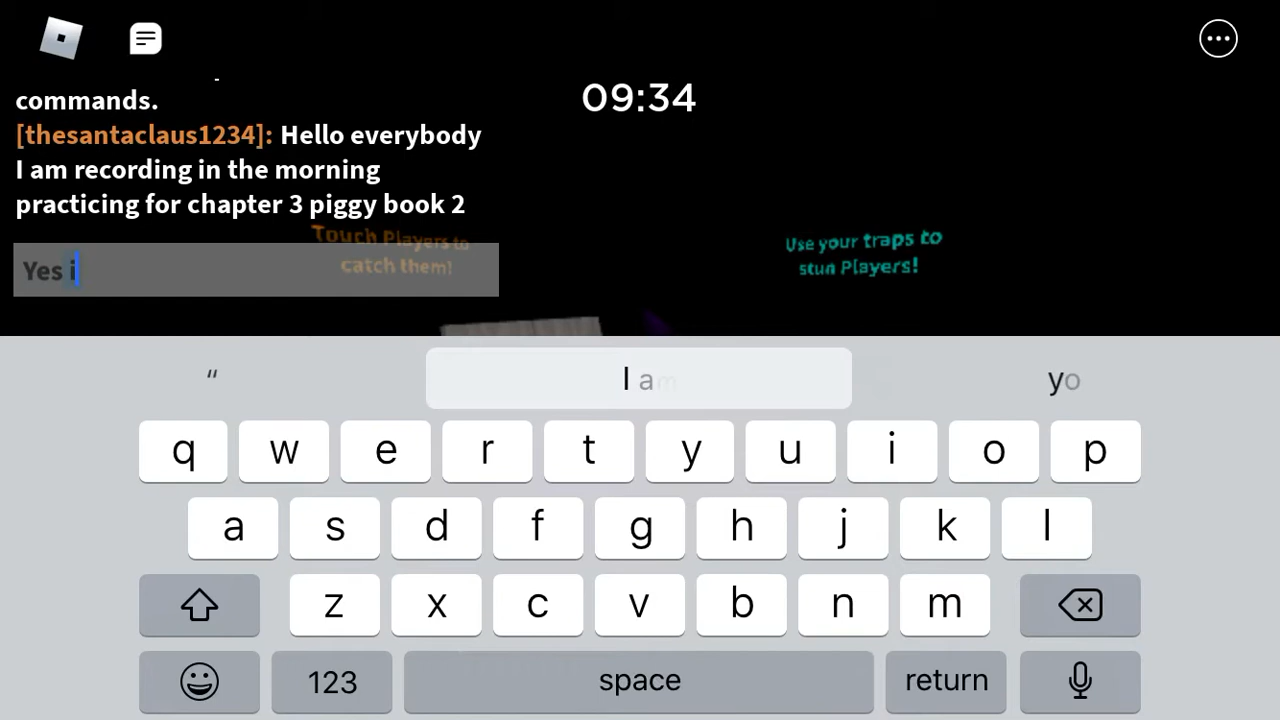 09:34
commands.
[thesantaclaus1234]: Hello everybody
I am recording in the morning
practicing for chapter 3 piggy book 2
Touch Players to
catch them!
Use your traps to
stun Players!
Yes i
“ I am yo
q w e r t y u i o p
a s d f g h j k l
z x c v b n m
123 space return